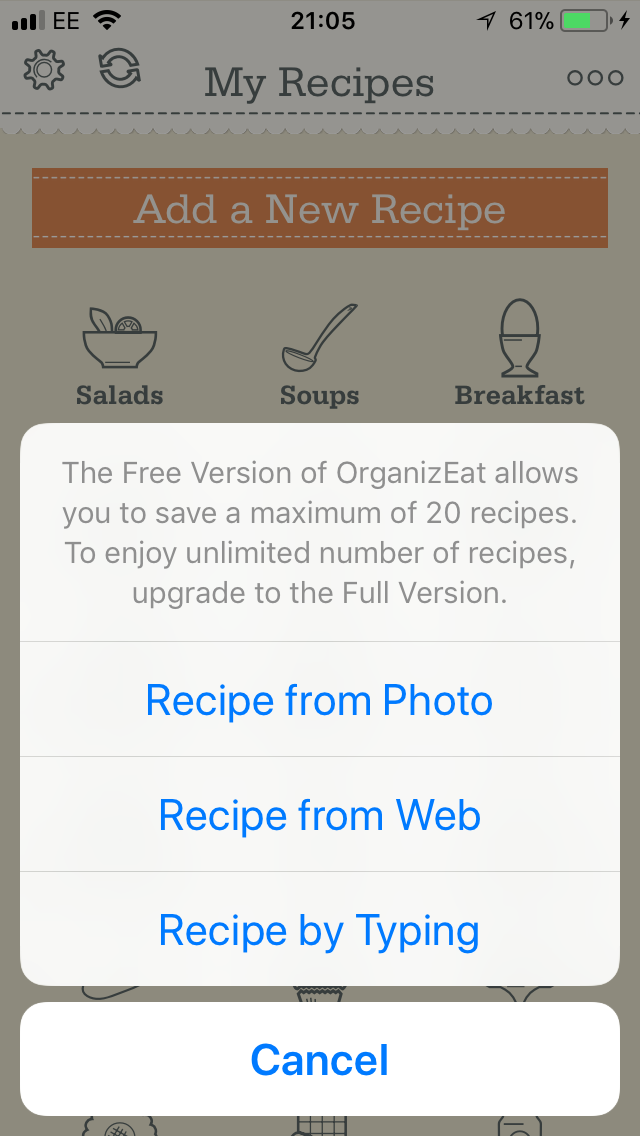 EE 21:05 61%
My Recipes
Add a New Recipe
Salads Soups Breakfast
The Free Version of OrganizEat allows
you to save a maximum of 20 recipes.
To enjoy unlimited number of recipes,
upgrade to the Full Version.
Recipe from Photo
Recipe from Web
Recipe by Typing
Cancel